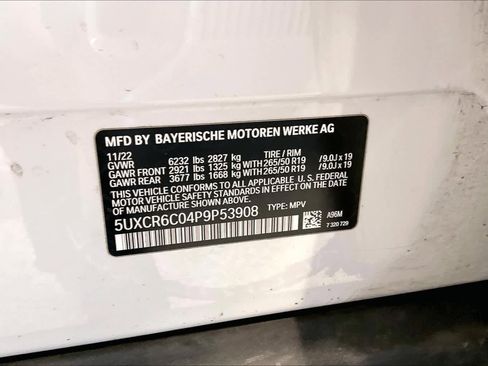 MFD BY BAYERISCHE MOTOREN WERKE AG
11/22 TIRE / RIM
GVWR 6232 lbs 2827 kg
GAWR FRONT 2921 lbs 1325 kg WITH 265/50 R19 /9.0J x 19
GAWR REAR 3677 lbs 1668 kg WITH 265/50 R19 /9.0J x 19
THIS VEHICLE CONFORMS TO ALL APPLICABLE U.S. FEDERAL
MOTOR VEHICLE SAFETY STANDARDS IN EFFECT ON THE
DATE OF MANUFACTURE SHOWN ABOVE.
5UXCR6C04P9P53908 TYPE: MPV
A96M
7 320 729